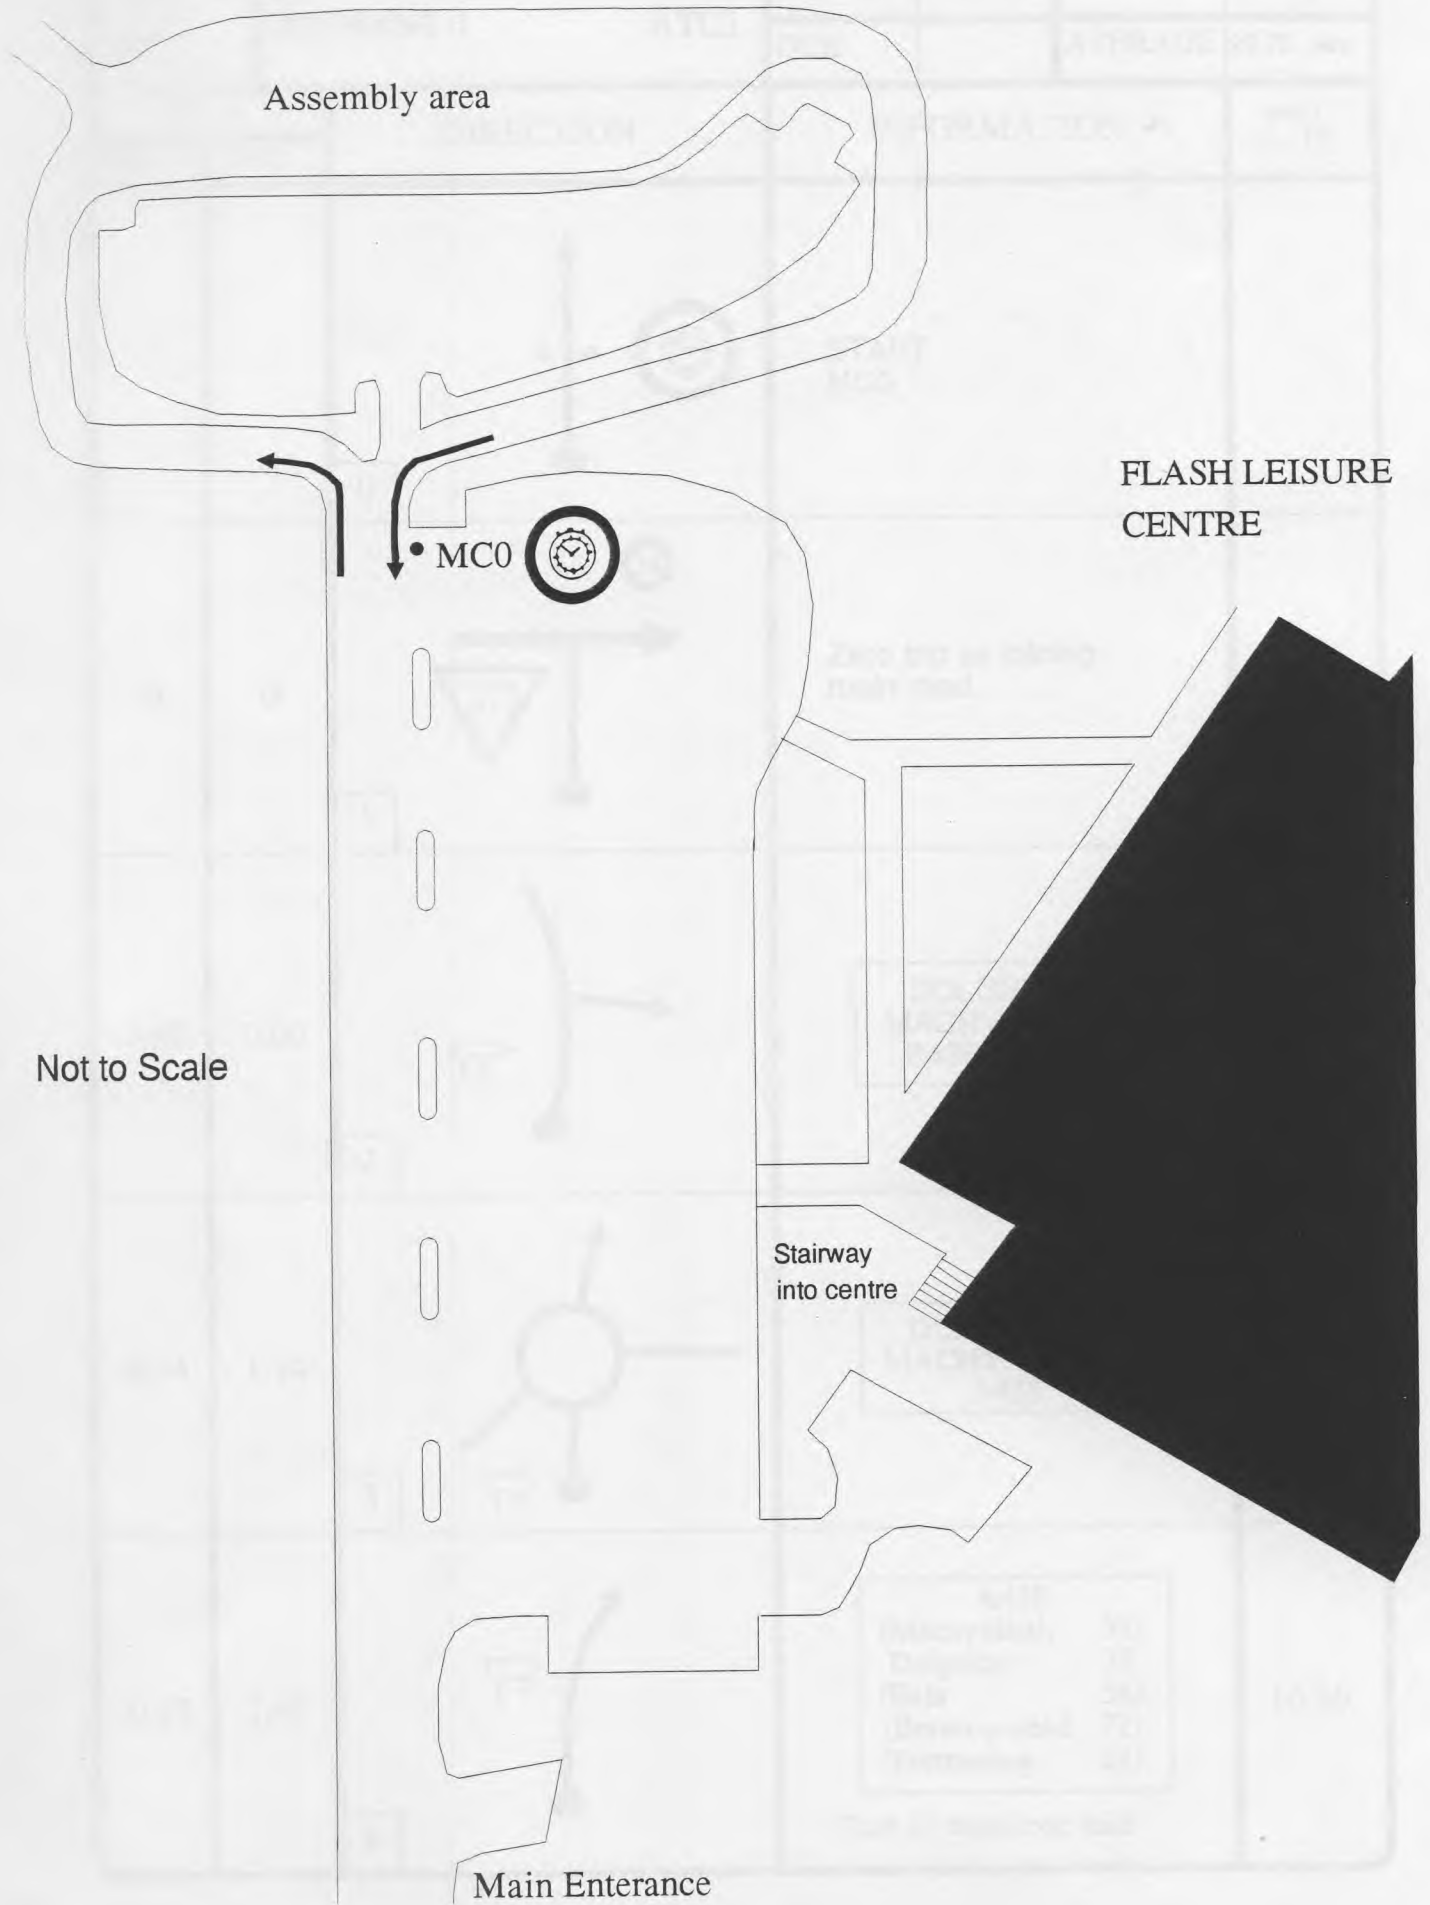 Assembly area
FLASH LEISURE
CENTRE
MC0
Not to Scale
Stairway
into centre
Main Enterance